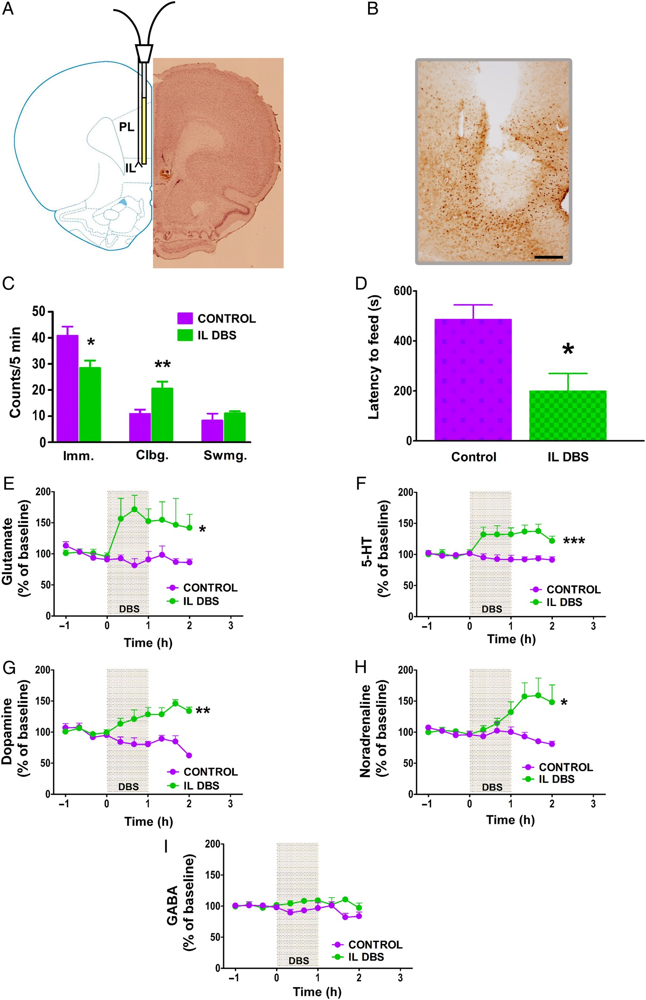 A
B
PL
IL
C
D
50
40
30
20
10
0
Counts/5 min
CONTROL
IL DBS
*
**
Imm.
Clbg.
Swmg.
600
400
200
0
Latency to feed (s)
*
Control
IL DBS
E
200
150
100
50
0
Glutamate
(% of baseline)
*
CONTROL
IL DBS
DBS
–1 0 1 2 3
Time (h)
F
200
150
100
50
0
5-HT
(% of baseline)
***
CONTROL
IL DBS
DBS
–1 0 1 2 3
Time (h)
G
200
150
100
50
0
Dopamine
(% of baseline)
**
CONTROL
IL DBS
DBS
–1 0 1 2 3
Time (h)
H
200
150
100
50
0
Noradrenaline
(% of baseline)
*
CONTROL
IL DBS
DBS
–1 0 1 2 3
Time (h)
I
200
150
100
50
0
GABA
(% of baseline)
CONTROL
IL DBS
DBS
–1 0 1 2 3
Time (h)